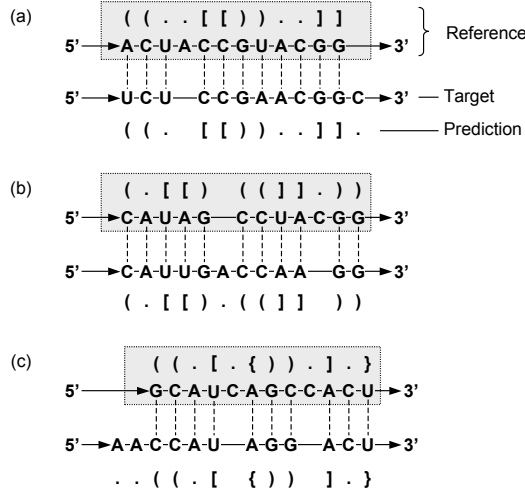 (a) ( ( . [ [ ) ) . . ] ] Reference
5’ A-C-U-A-C-C-G-U-A-C-G-G 3’
5’ U-C-U-C-C-G-A-A-C-G-G-C 3’ Target
( ( . [ [ ) ) . . ] ] . Prediction
(b) ( . [ [ ) ( ( ] ] . ) )
5’ C-A-U-A-G-C-C-U-A-C-G-G 3’
5’ C-A-U-U-G-A-C-C-A-A-G-G 3’
( . [ [ ) . ( ( ] ] ) )
(c) ( ( . [ . { ) ) . ] . }
5’ G-C-A-U-C-A-G-C-C-A-C-U 3’
5’ A-A-C-C-A-U-A-G-G-A-C-U 3’
. . ( ( . [ { ) ) ] . }